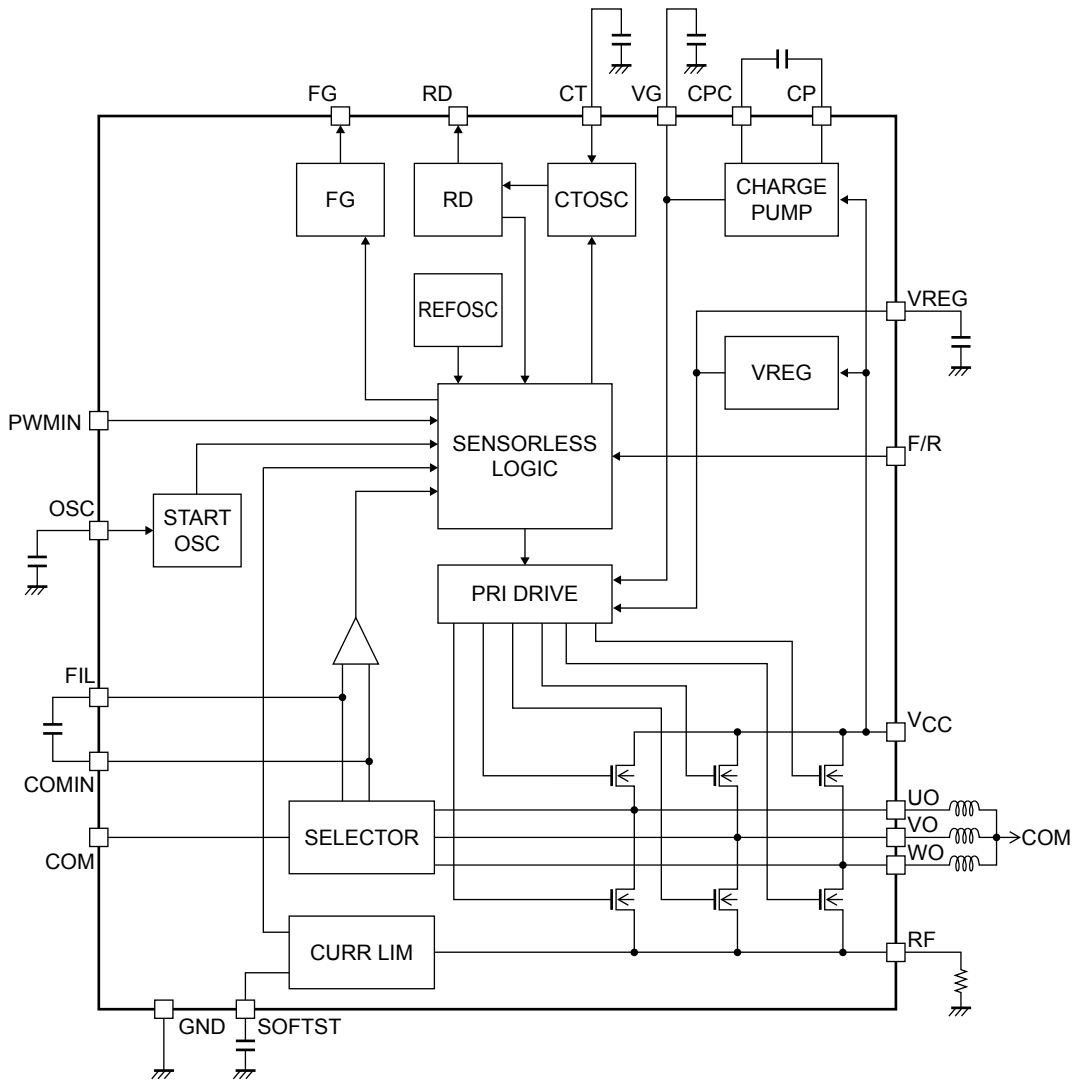 FG
RD
CT
VG
CPC
CP
FG
RD
CTOSC
CHARGE
PUMP
REFOSC
VREG
VREG
PWMIN
SENSORLESS
LOGIC
F/R
OSC
START
OSC
PRI DRIVE
FIL
VCC
COMIN
UO
SELECTOR
VO
COM
COM
WO
CURR LIM
RF
GND
SOFTST